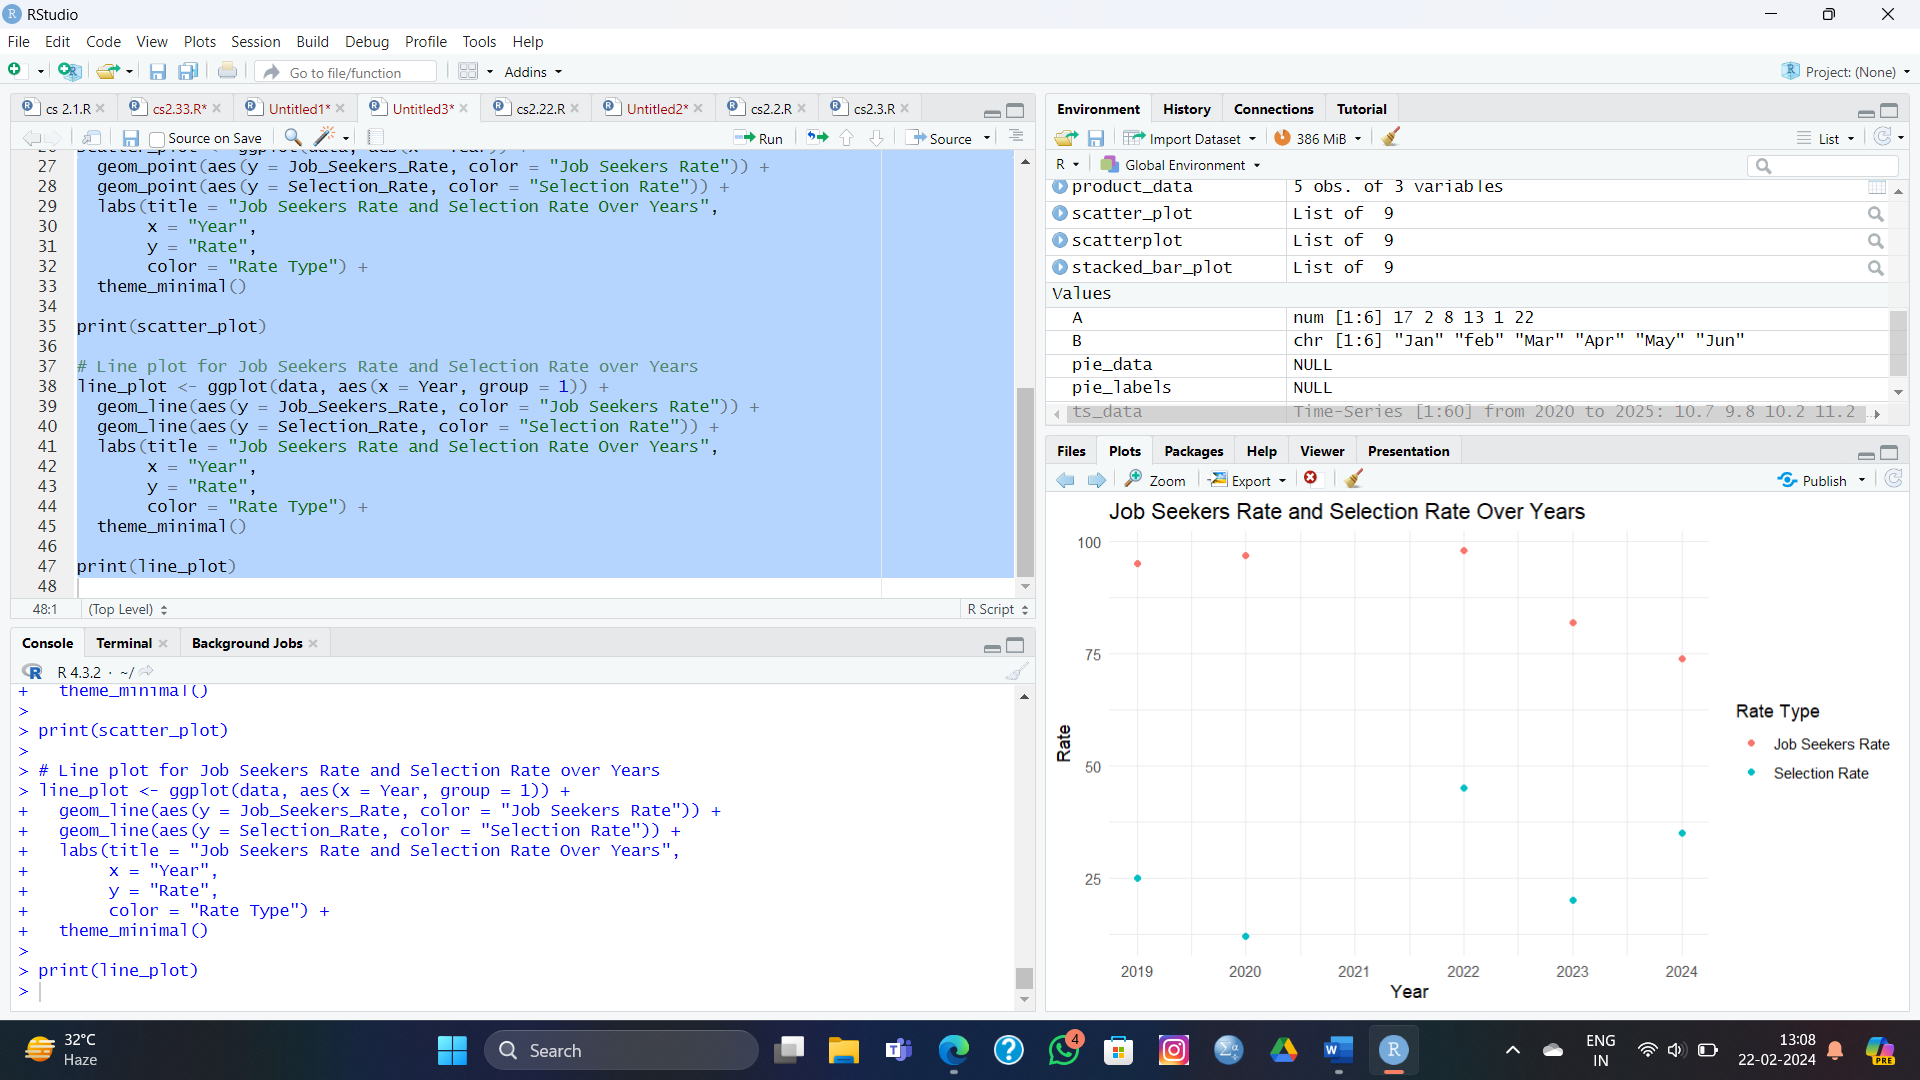 RStudio
File Edit Code View Plots Session Build Debug Profile Tools Help
Go to file/function Addins Project: (None)
cs 2.1.R cs2.33.R* Untitled1* Untitled3* cs2.22.R Untitled2* cs2.2.R cs2.3.R
Source on Save Run Source
27 geom_point(aes(y = Job_Seekers_Rate, color = "Job Seekers Rate")) +
28 geom_point(aes(y = Selection_Rate, color = "Selection Rate")) +
29 labs(title = "Job Seekers Rate and Selection Rate Over Years",
30 x = "Year",
31 y = "Rate",
32 color = "Rate Type") +
33 theme_minimal()
34
35 print(scatter_plot)
36
37 # Line plot for Job Seekers Rate and Selection Rate over Years
38 line_plot <- ggplot(data, aes(x = Year, group = 1)) +
39 geom_line(aes(y = Job_Seekers_Rate, color = "Job Seekers Rate")) +
40 geom_line(aes(y = Selection_Rate, color = "Selection Rate")) +
41 labs(title = "Job Seekers Rate and Selection Rate Over Years",
42 x = "Year",
43 y = "Rate",
44 color = "Rate Type") +
45 theme_minimal()
46
47 print(line_plot)
48
48:1 (Top Level) R Script
Console Terminal Background Jobs
R 4.3.2 · ~/
+ theme_minimal()
>
> print(scatter_plot)
>
> # Line plot for Job Seekers Rate and Selection Rate over Years
> line_plot <- ggplot(data, aes(x = Year, group = 1)) +
+ geom_line(aes(y = Job_Seekers_Rate, color = "Job Seekers Rate")) +
+ geom_line(aes(y = Selection_Rate, color = "Selection Rate")) +
+ labs(title = "Job Seekers Rate and Selection Rate Over Years",
+ x = "Year",
+ y = "Rate",
+ color = "Rate Type") +
+ theme_minimal()
>
> print(line_plot)
>
Environment History Connections Tutorial
Import Dataset 386 MiB List
R Global Environment
product_data 5 obs. of 3 variables
scatter_plot List of 9
scatterplot List of 9
stacked_bar_plot List of 9
Values
A num [1:6] 17 2 8 13 1 22
B chr [1:6] "Jan" "feb" "Mar" "Apr" "May" "Jun"
pie_data NULL
pie_labels NULL
ts_data Time-Series [1:60] from 2020 to 2025: 10.7 9.8 10.2 11.2 ...
Files Plots Packages Help Viewer Presentation
Zoom Export Publish
Job Seekers Rate and Selection Rate Over Years
100
75
50
25
Rate
2019 2020 2021 2022 2023 2024
Year
Rate Type
Job Seekers Rate
Selection Rate
32°C
Haze
Search
4
ENG
IN
13:08
22-02-2024
PRE